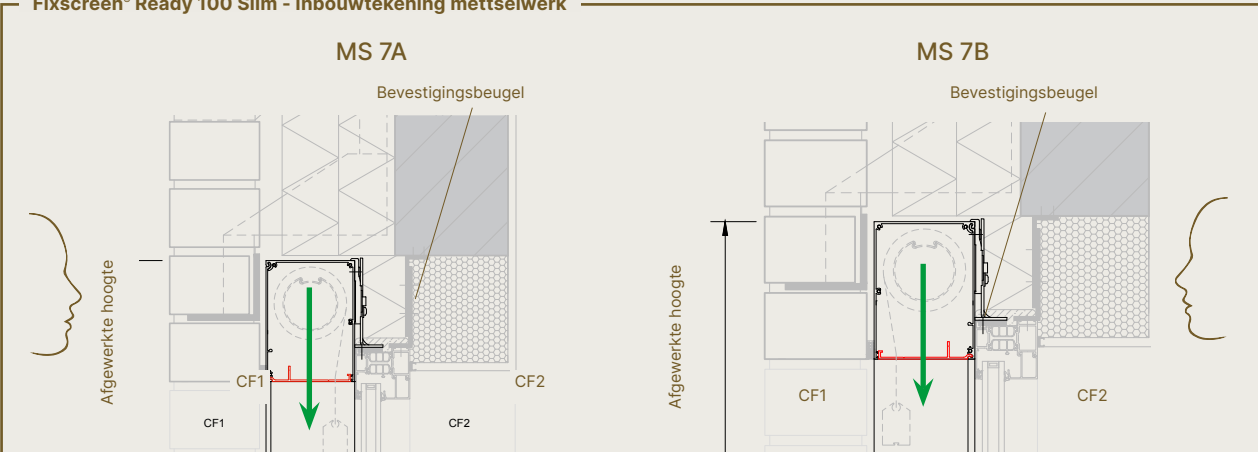 Fixscreen® Ready 100 Slim - Inbouwtekening mettselwerk
MS 7A
MS 7B
Bevestigingsbeugel
Bevestigingsbeugel
Afgewerkte hoogte
Afgewerkte hoogte
CF1
CF2
CF1
CF2
CF1
CF2